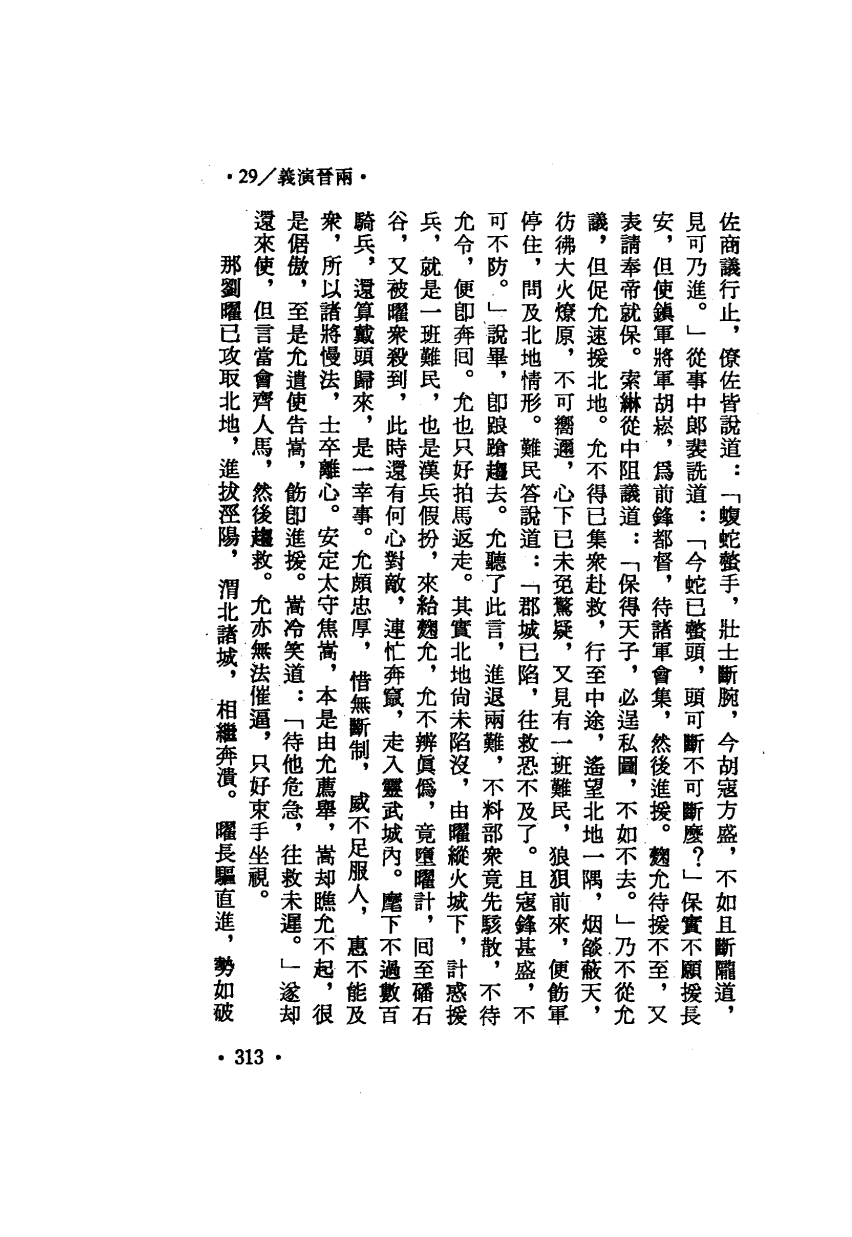 •29／義演晉兩•
佐商議行止，僚佐皆說道：「蝮蛇螫手，壯士斷腕，今胡寇方盛，不如且斷隴道，
見可乃進。」從事中郎裴詵道：「今蛇已螫頭，頭可斷不可斷麼？」保實不願援長
安，但使鎮軍將軍胡崧，爲前鋒都督，待諸軍會集，然後進援。麴允待援不至，又
表請奉帝就保。索綝從中阻議道：「保得天子，必逞私圖，不如不去。」乃不從允
議，但促允速援北地。允不得已集衆赴救，行至中途，遙望北地一隅，烟燄蔽天，
彷彿大火燎原，不可嚮邇，心下已未免驚疑，又見有一班難民，狼狽前來，便飭軍
停住，問及北地情形。難民答說道：「郡城已陷，往救恐不及了。且寇鋒甚盛，不
可不防。」說畢，卽踉蹌趨去。允聽了此言，進退兩難，不料部衆竟先駭散，不待
允令，便卽奔回。允也只好拍馬返走。其實北地尙未陷沒，由曜縱火城下，計惑援
兵，就是一班難民，也是漢兵假扮，來紿麴允，允不辨眞僞，竟墮曜計，回至磻石
谷，又被曜衆殺到，此時還有何心對敵，連忙奔竄，走入靈武城內。麾下不過數百
騎兵，還算戴頭歸來，是一幸事。允頗忠厚，惜無斷制，威不足服人，惠不能及
衆，所以諸將慢法，士卒離心。安定太守焦嵩，本是由允薦舉，嵩却瞧允不起，很
是倨傲，至是允遣使告嵩，飭卽進援。嵩冷笑道：「待他危急，往救未遲。」遂却
還來使，但言當會齊人馬，然後趨救。允亦無法催逼，只好束手坐視。
那劉曜已攻取北地，進拔涇陽，渭北諸城，相繼奔潰。曜長驅直進，勢如破
•313•